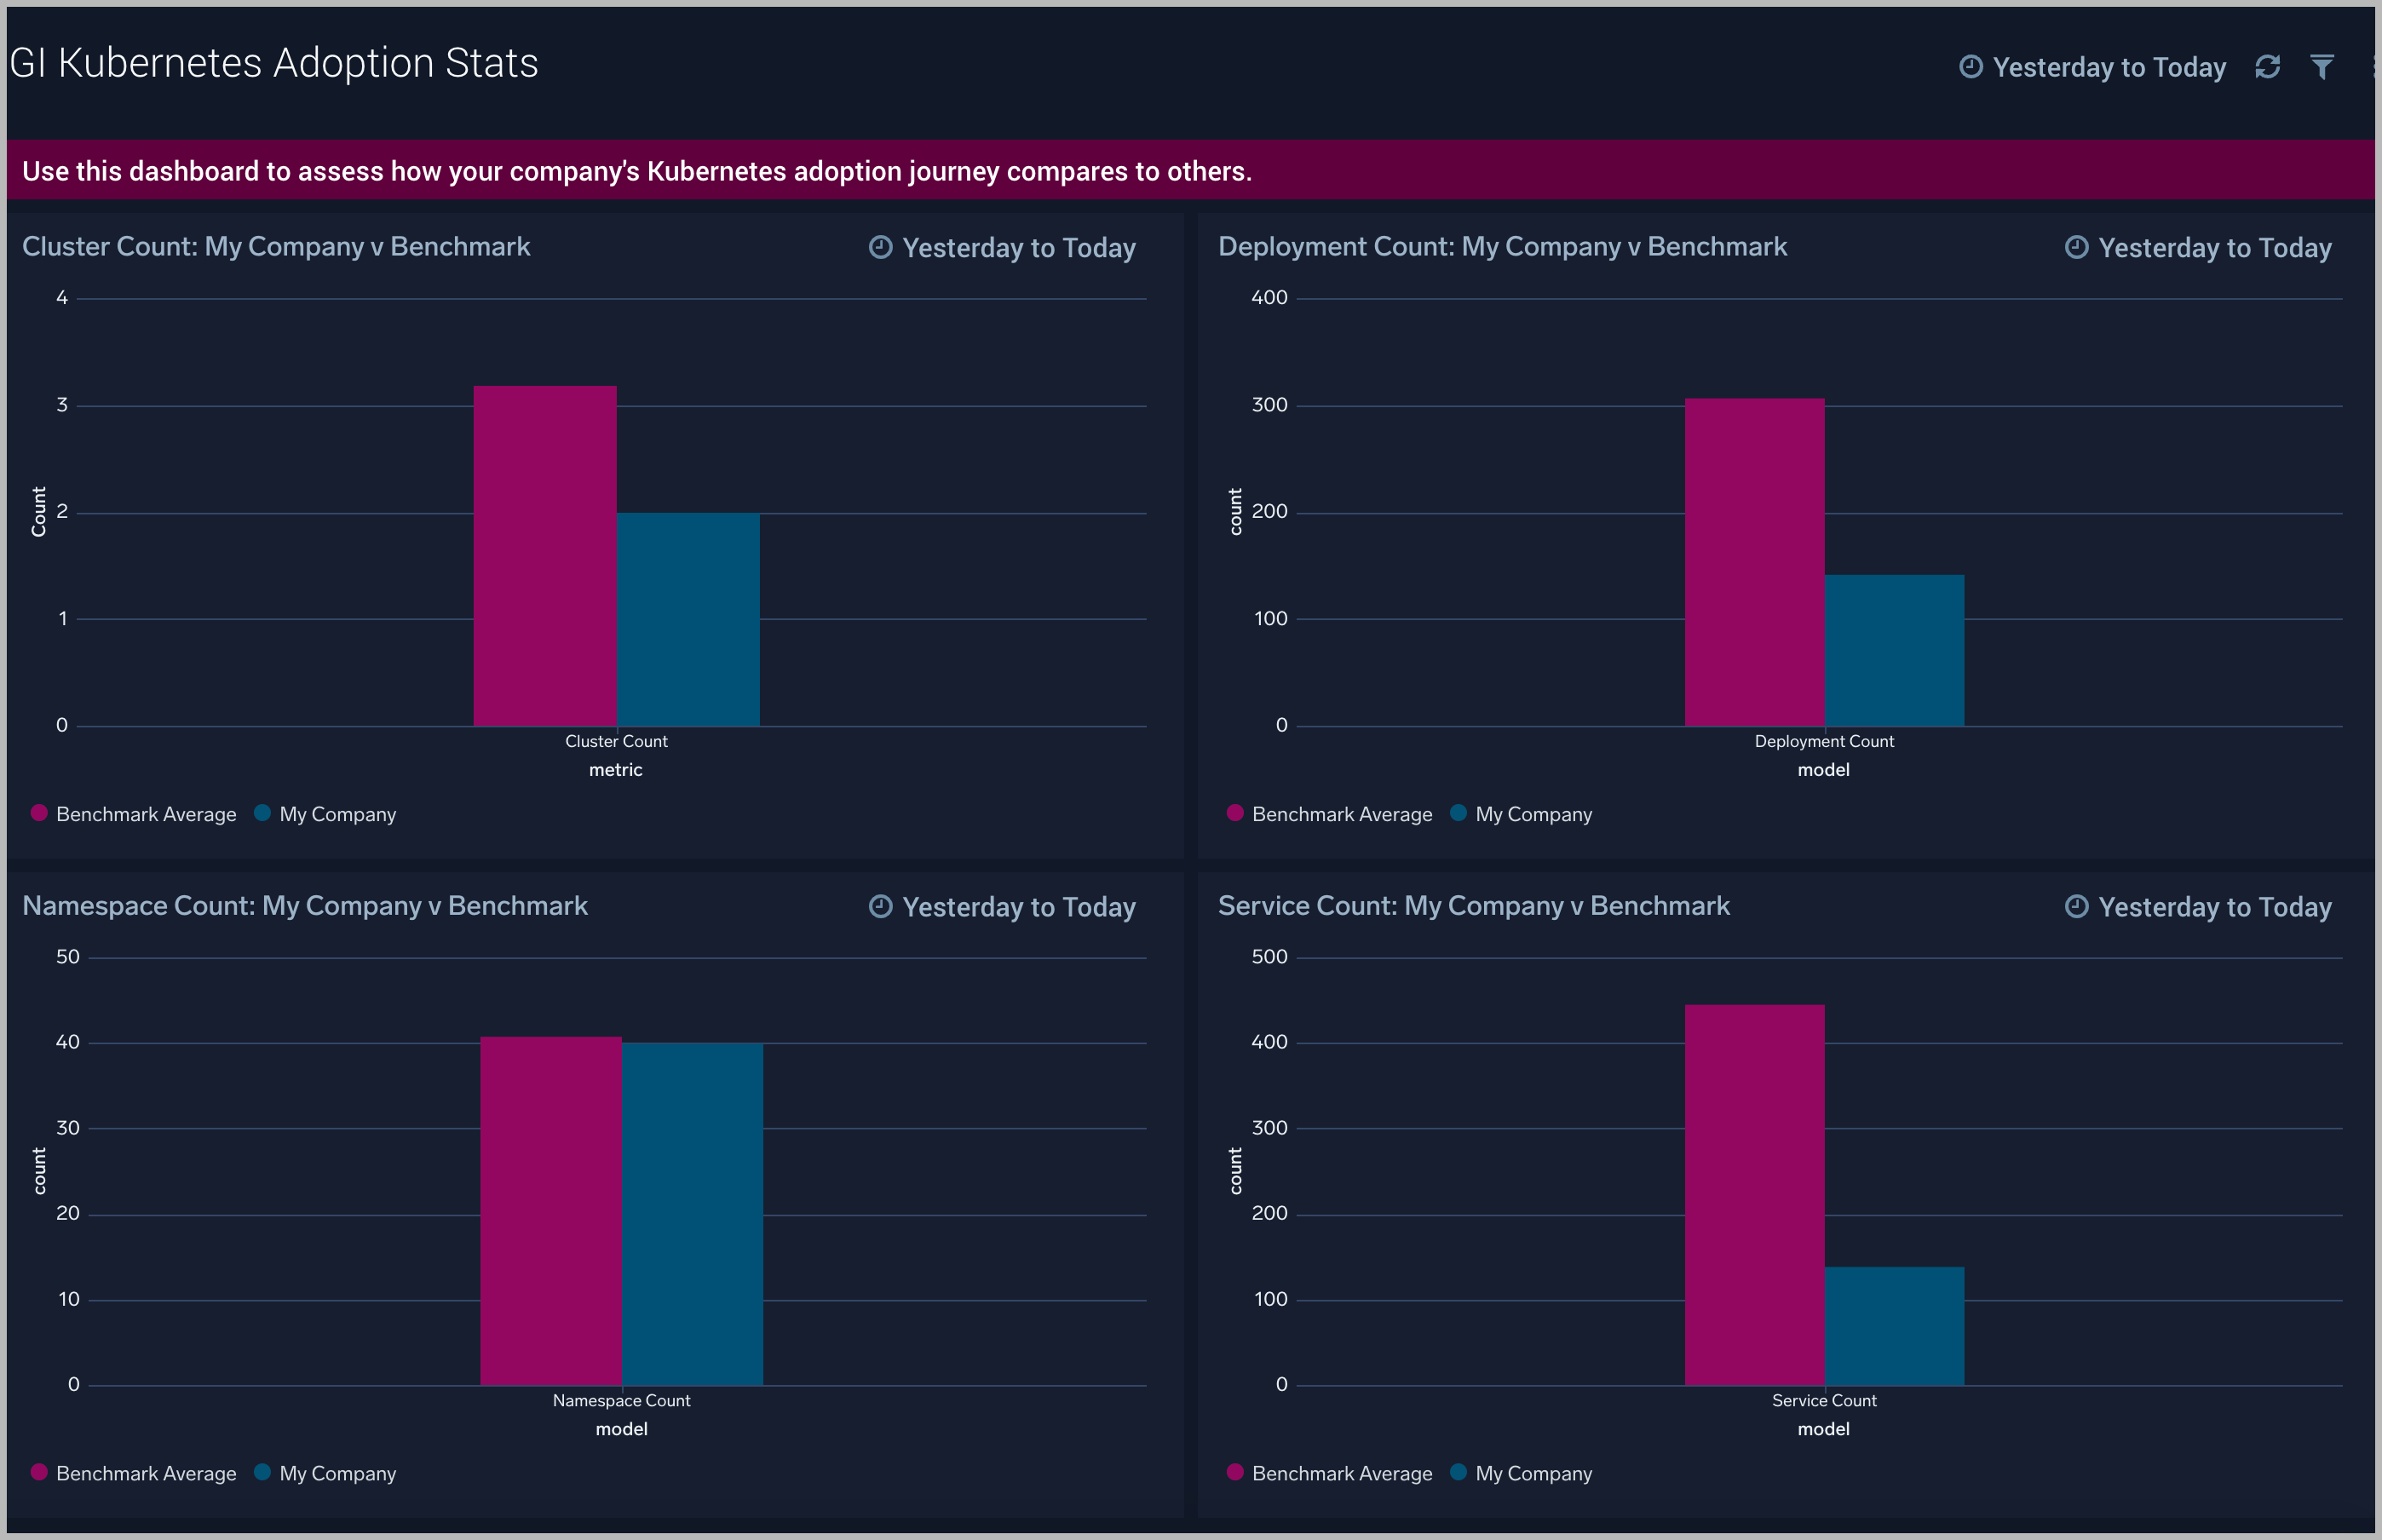 GI Kubernetes Adoption Stats
Yesterday to Today
Use this dashboard to assess how your company's Kubernetes adoption journey compares to others.
Cluster Count: My Company v Benchmark
Yesterday to Today
4
3
2
1
0
Count
Cluster Count
metric
Benchmark Average
My Company
Deployment Count: My Company v Benchmark
Yesterday to Today
400
300
200
100
0
count
Deployment Count
model
Benchmark Average
My Company
Namespace Count: My Company v Benchmark
Yesterday to Today
50
40
30
20
10
0
count
Namespace Count
model
Benchmark Average
My Company
Service Count: My Company v Benchmark
Yesterday to Today
500
400
300
200
100
0
count
Service Count
model
Benchmark Average
My Company